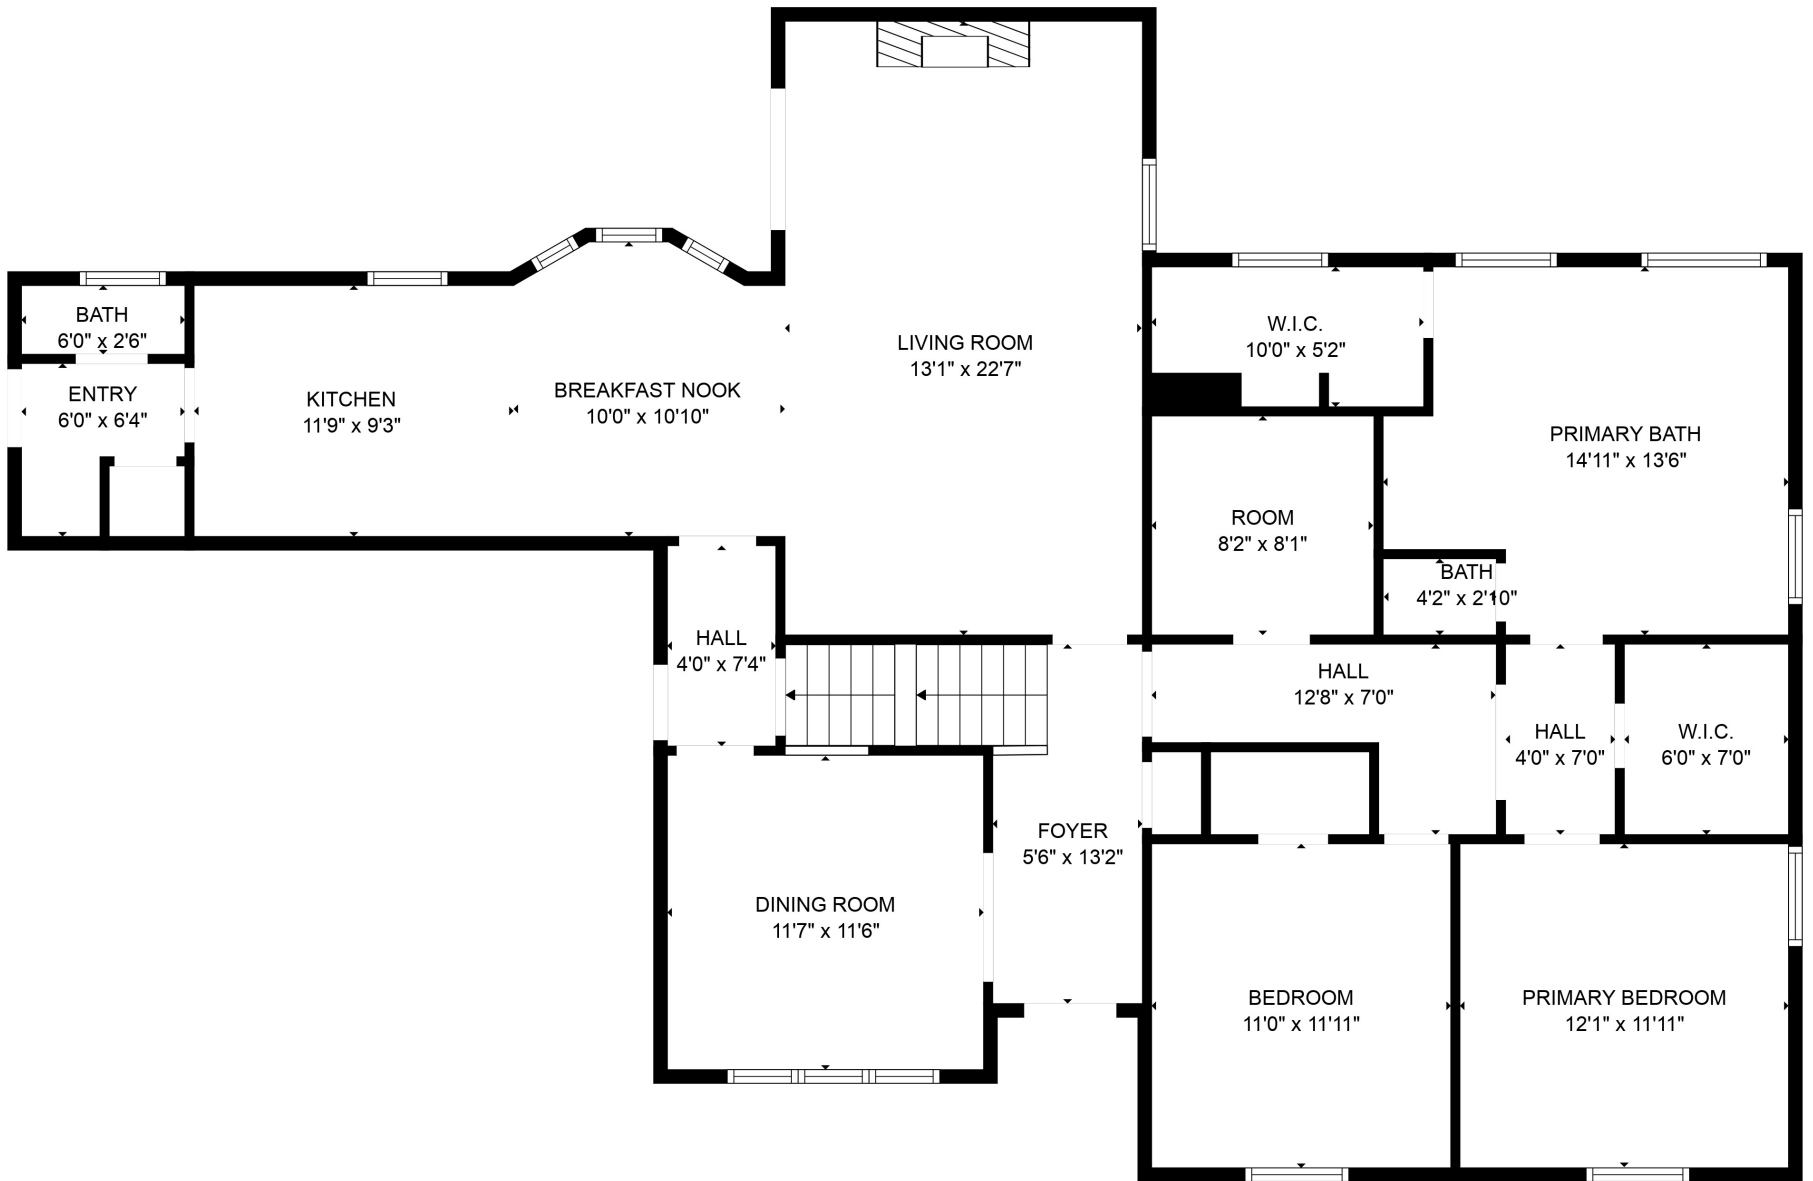 LIVING ROOM
13'1" x 22'7"
BATH
6'0" x 2'6"
W.I.C.
10'0" x 5'2"
ENTRY
6'0" x 6'4"
KITCHEN
11'9" x 9'3"
BREAKFAST NOOK
10'0" x 10'10"
PRIMARY BATH
14'11" x 13'6"
ROOM
8'2" x 8'1"
BATH
4'2" x 2'10"
HALL
4'0" x 7'4"
HALL
12'8" x 7'0"
HALL
4'0" x 7'0"
W.I.C.
6'0" x 7'0"
FOYER
5'6" x 13'2"
DINING ROOM
11'7" x 11'6"
BEDROOM
11'0" x 11'11"
PRIMARY BEDROOM
12'1" x 11'11"